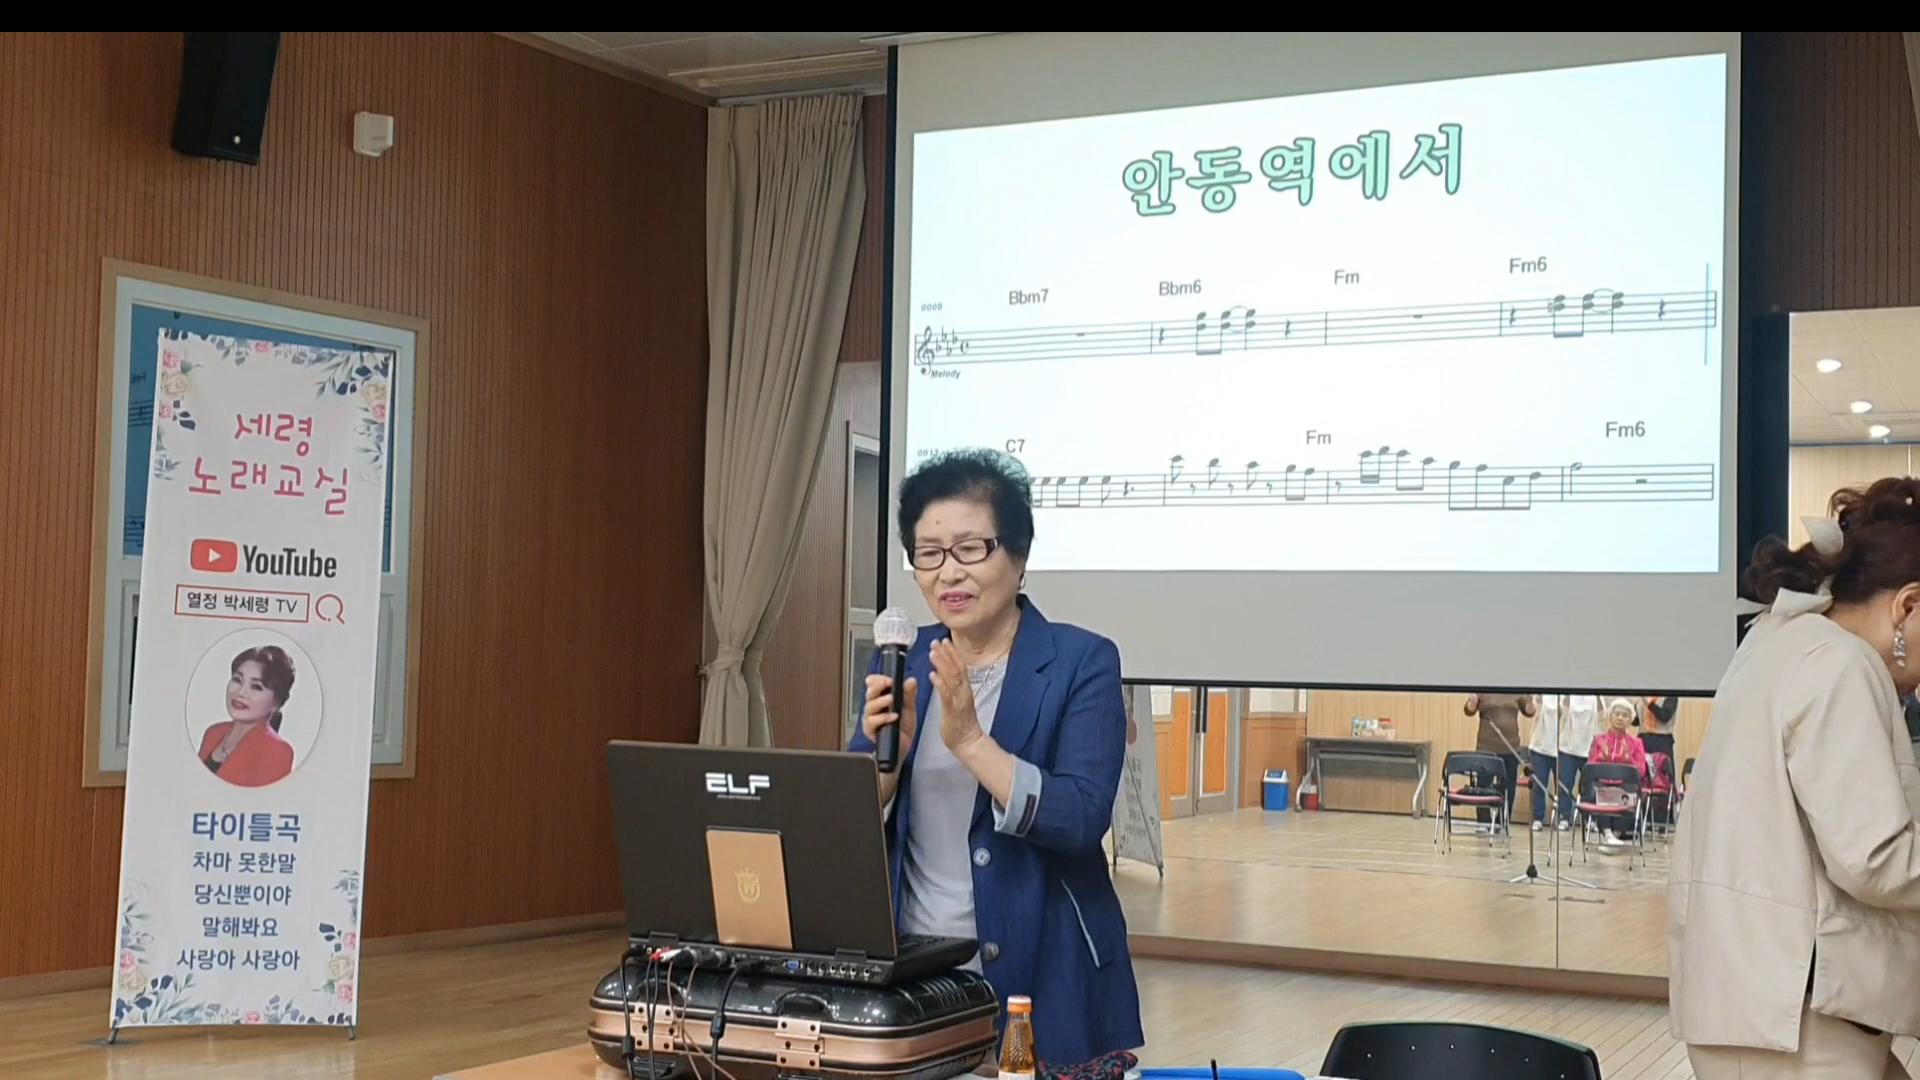 안동역에서
Bbm7 Bbm6 Fm Fm6
0009
Melody
C7 Fm Fm6
0013
세령
노래교실
YouTube
열정 박세령 TV
타이틀곡
차마 못한말
당신뿐이야
말해봐요
사랑아 사랑아
ELF